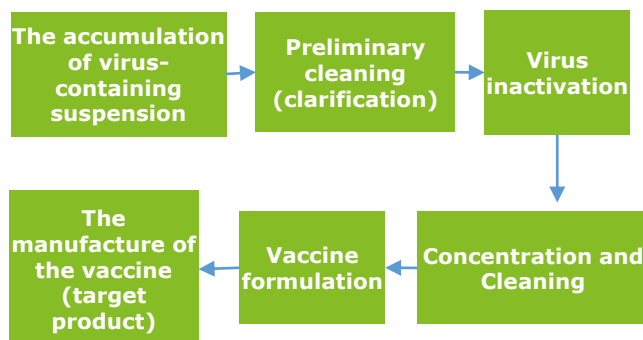 The accumulation
of virus-
containing
suspension
Preliminary
cleaning
(clarification)
Virus
inactivation
The
manufacture of
the vaccine
(target
product)
Vaccine
formulation
Concentration and
Cleaning